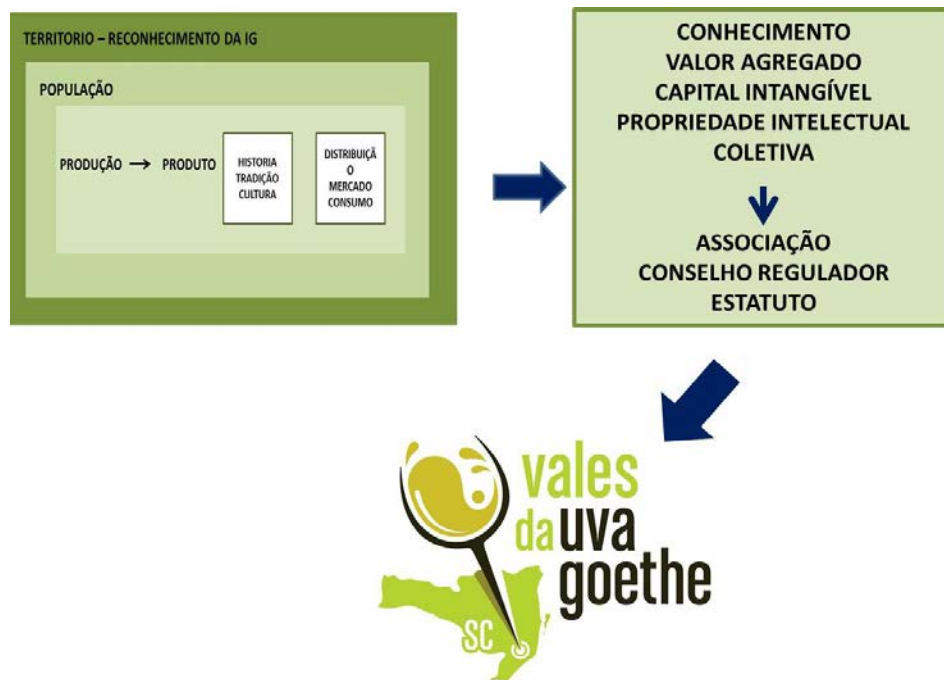 TERRITORIO – RECONHECIMENTO DA IG
POPULAÇÃO
PRODUÇÃO → PRODUTO
HISTORIA
TRADIÇÃO
CULTURA
DISTRIBUIÇÃ
O
MERCADO
CONSUMO
CONHECIMENTO
VALOR AGREGADO
CAPITAL INTANGÍVEL
PROPRIEDADE INTELECTUAL
COLETIVA
ASSOCIAÇÃO
CONSELHO REGULADOR
ESTATUTO
vales
da uva
goethe
SC